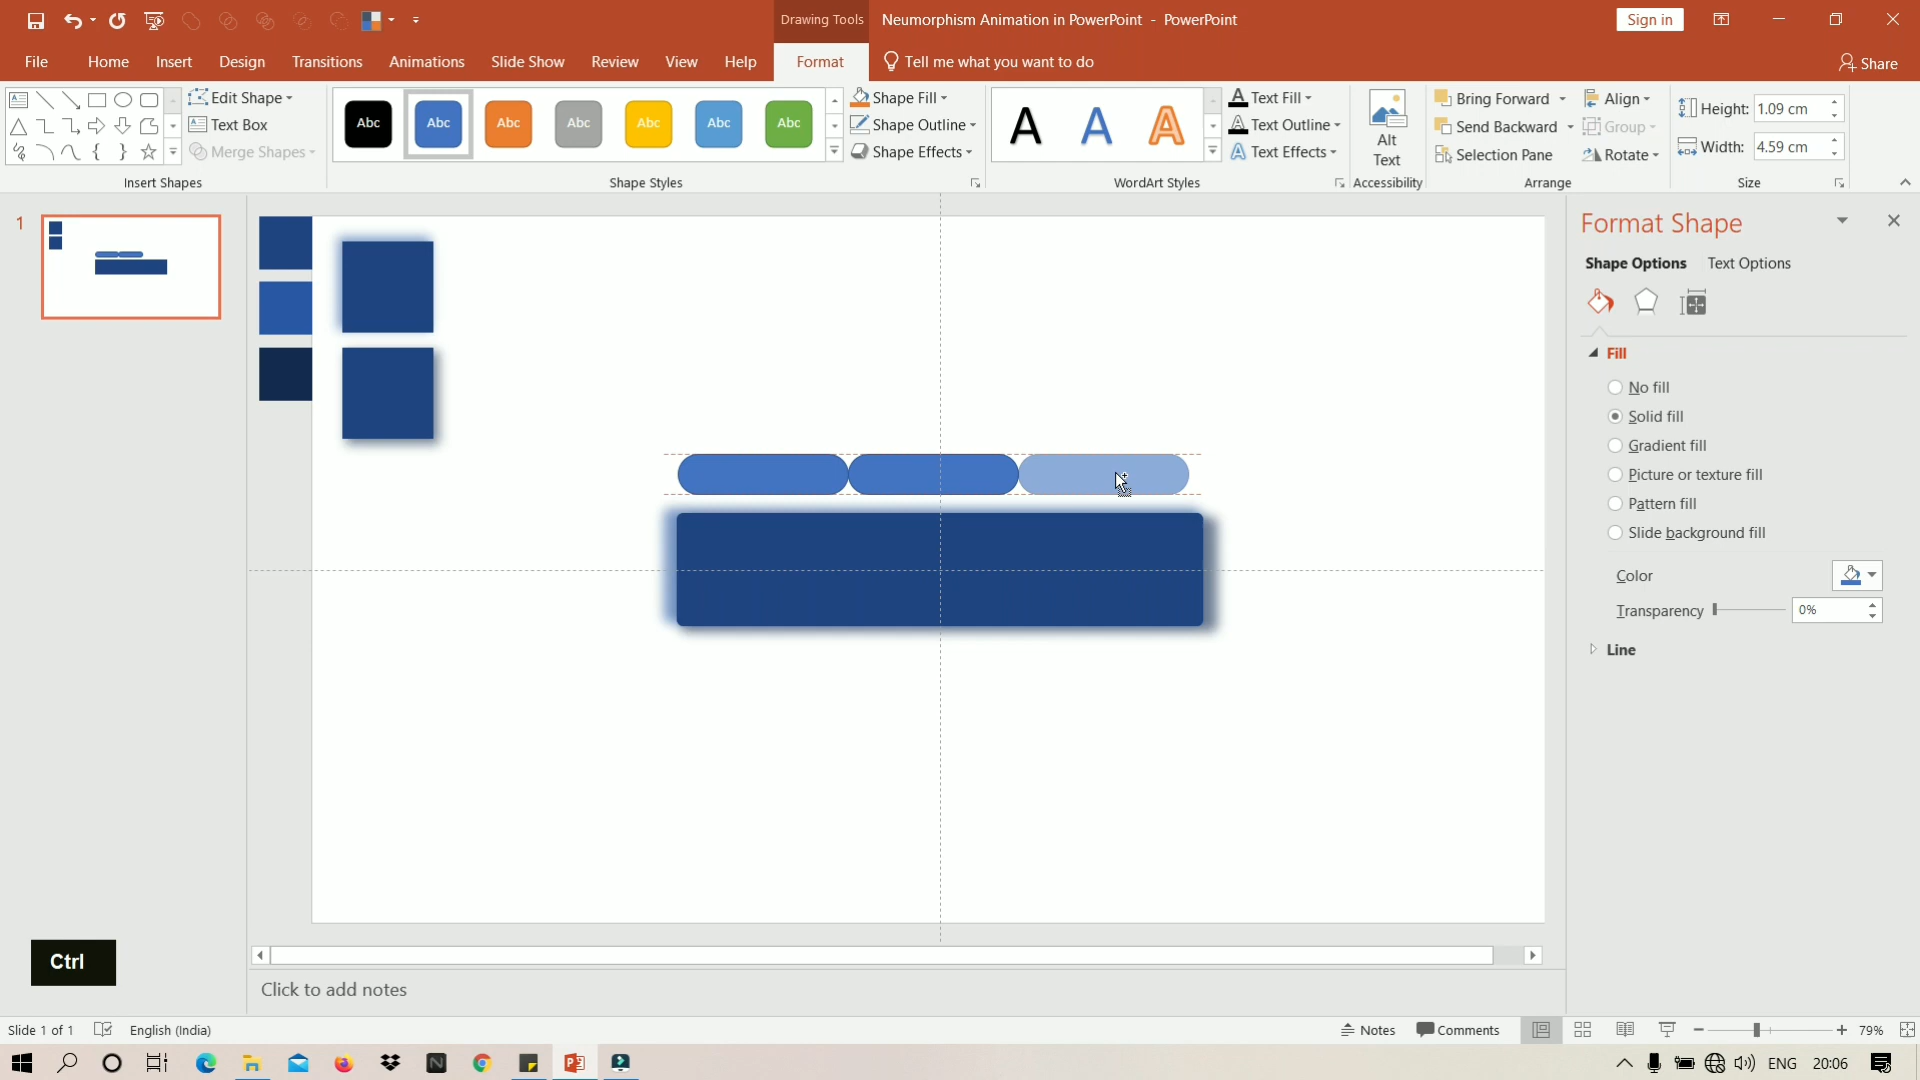 Drawing Tools
Neumorphism Animation in PowerPoint - PowerPoint
Sign in
File
Home
Insert
Design
Transitions
Animations
Slide Show
Review
View
Help
Format
Tell me what you want to do
Share
Edit Shape
Text Box
Merge Shapes
Insert Shapes
Abc
Abc
Abc
Abc
Abc
Abc
Abc
Shape Fill
Shape Outline
Shape Effects
Shape Styles
A
A
A
Text Fill
Text Outline
Text Effects
WordArt Styles
Alt
Text
Accessibility
Bring Forward
Send Backward
Selection Pane
Align
Group
Rotate
Arrange
Height: 1.09 cm
Width: 4.59 cm
Size
1
Format Shape
Shape Options
Text Options
Fill
No fill
Solid fill
Gradient fill
Picture or texture fill
Pattern fill
Slide background fill
Color
Transparency
0%
Line
Ctrl
Click to add notes
Slide 1 of 1
English (India)
Notes
Comments
79%
ENG
20:06